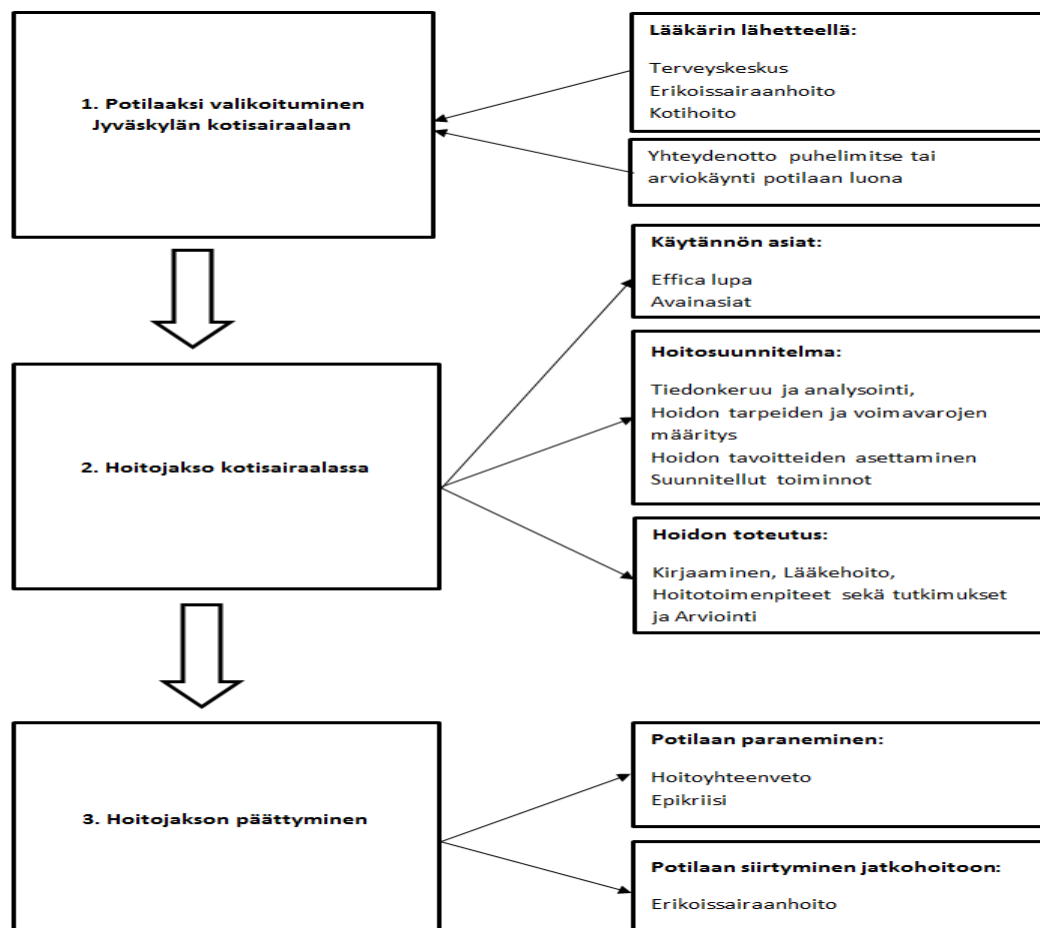 1. Potilaaksi valikoituminen
Jyväskylän kotisairaalaan
Lääkärin lähetteellä:
Terveyskeskus
Erikoissairaanhoito
Kotihoito
Yhteydenotto puhelimitse tai
arviokäynti potilaan luona
2. Hoitojakso kotisairaalassa
Käytännön asiat:
Effica lupa
Avainasiat
Hoitosuunnitelma:
Tiedonkeruu ja analysointi,
Hoidon tarpeiden ja voimavarojen
määritys
Hoidon tavoitteiden asettaminen
Suunnitellut toiminnot
Hoidon toteutus:
Kirjaaminen, Lääkehoito,
Hoitotoimenpiteet sekä tutkimukset
ja Arviointi
3. Hoitojakson päättyminen
Potilaan paraneminen:
Hoitoyhteenveto
Epikriisi
Potilaan siirtyminen jatkohoitoon:
Erikoissairaanhoito